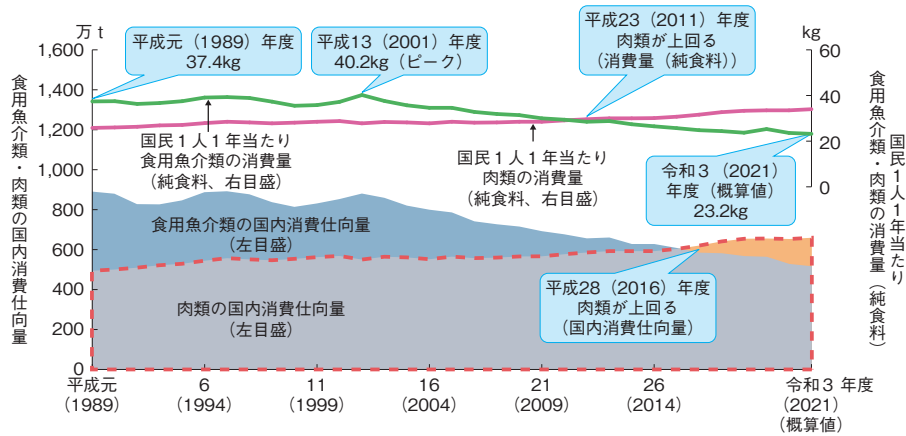 万t
kg
1,600
1,400
1,200
1,000
800
600
400
200
0
60
40
20
0
食用魚介類・肉類の国内消費仕向量
国民1人1年当たり
食用魚介類・肉類の消費量（純食料）
平成元（1989）年度
37.4kg
平成13（2001）年度
40.2kg（ピーク）
平成23（2011）年度
肉類が上回る
（消費量（純食料））
国民1人1年当たり
食用魚介類の消費量
（純食料、右目盛）
国民1人1年当たり
肉類の消費量
（純食料、右目盛）
令和3（2021）
年度（概算値）
23.2kg
食用魚介類の国内消費仕向量
（左目盛）
肉類の国内消費仕向量
（左目盛）
平成28（2016）年度
肉類が上回る
（国内消費仕向量）
平成元
（1989）
6
（1994）
11
（1999）
16
（2004）
21
（2009）
26
（2014）
令和3 年度
（2021）
（概算値）